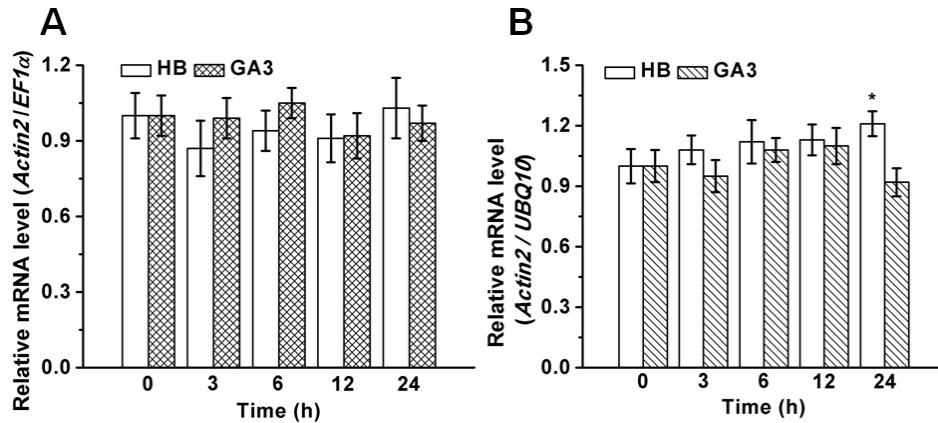 A
Relative mRNA level (Actin2 / EF1α)
HB GA3
1.2
0.9
0.6
0.3
0.0
0 3 6 12 24
Time (h)
B
Relative mRNA level
(Actin2 / UBQ10)
HB GA3
1.5
1.2
0.9
0.6
0.3
0.0
*
0 3 6 12 24
Time (h)